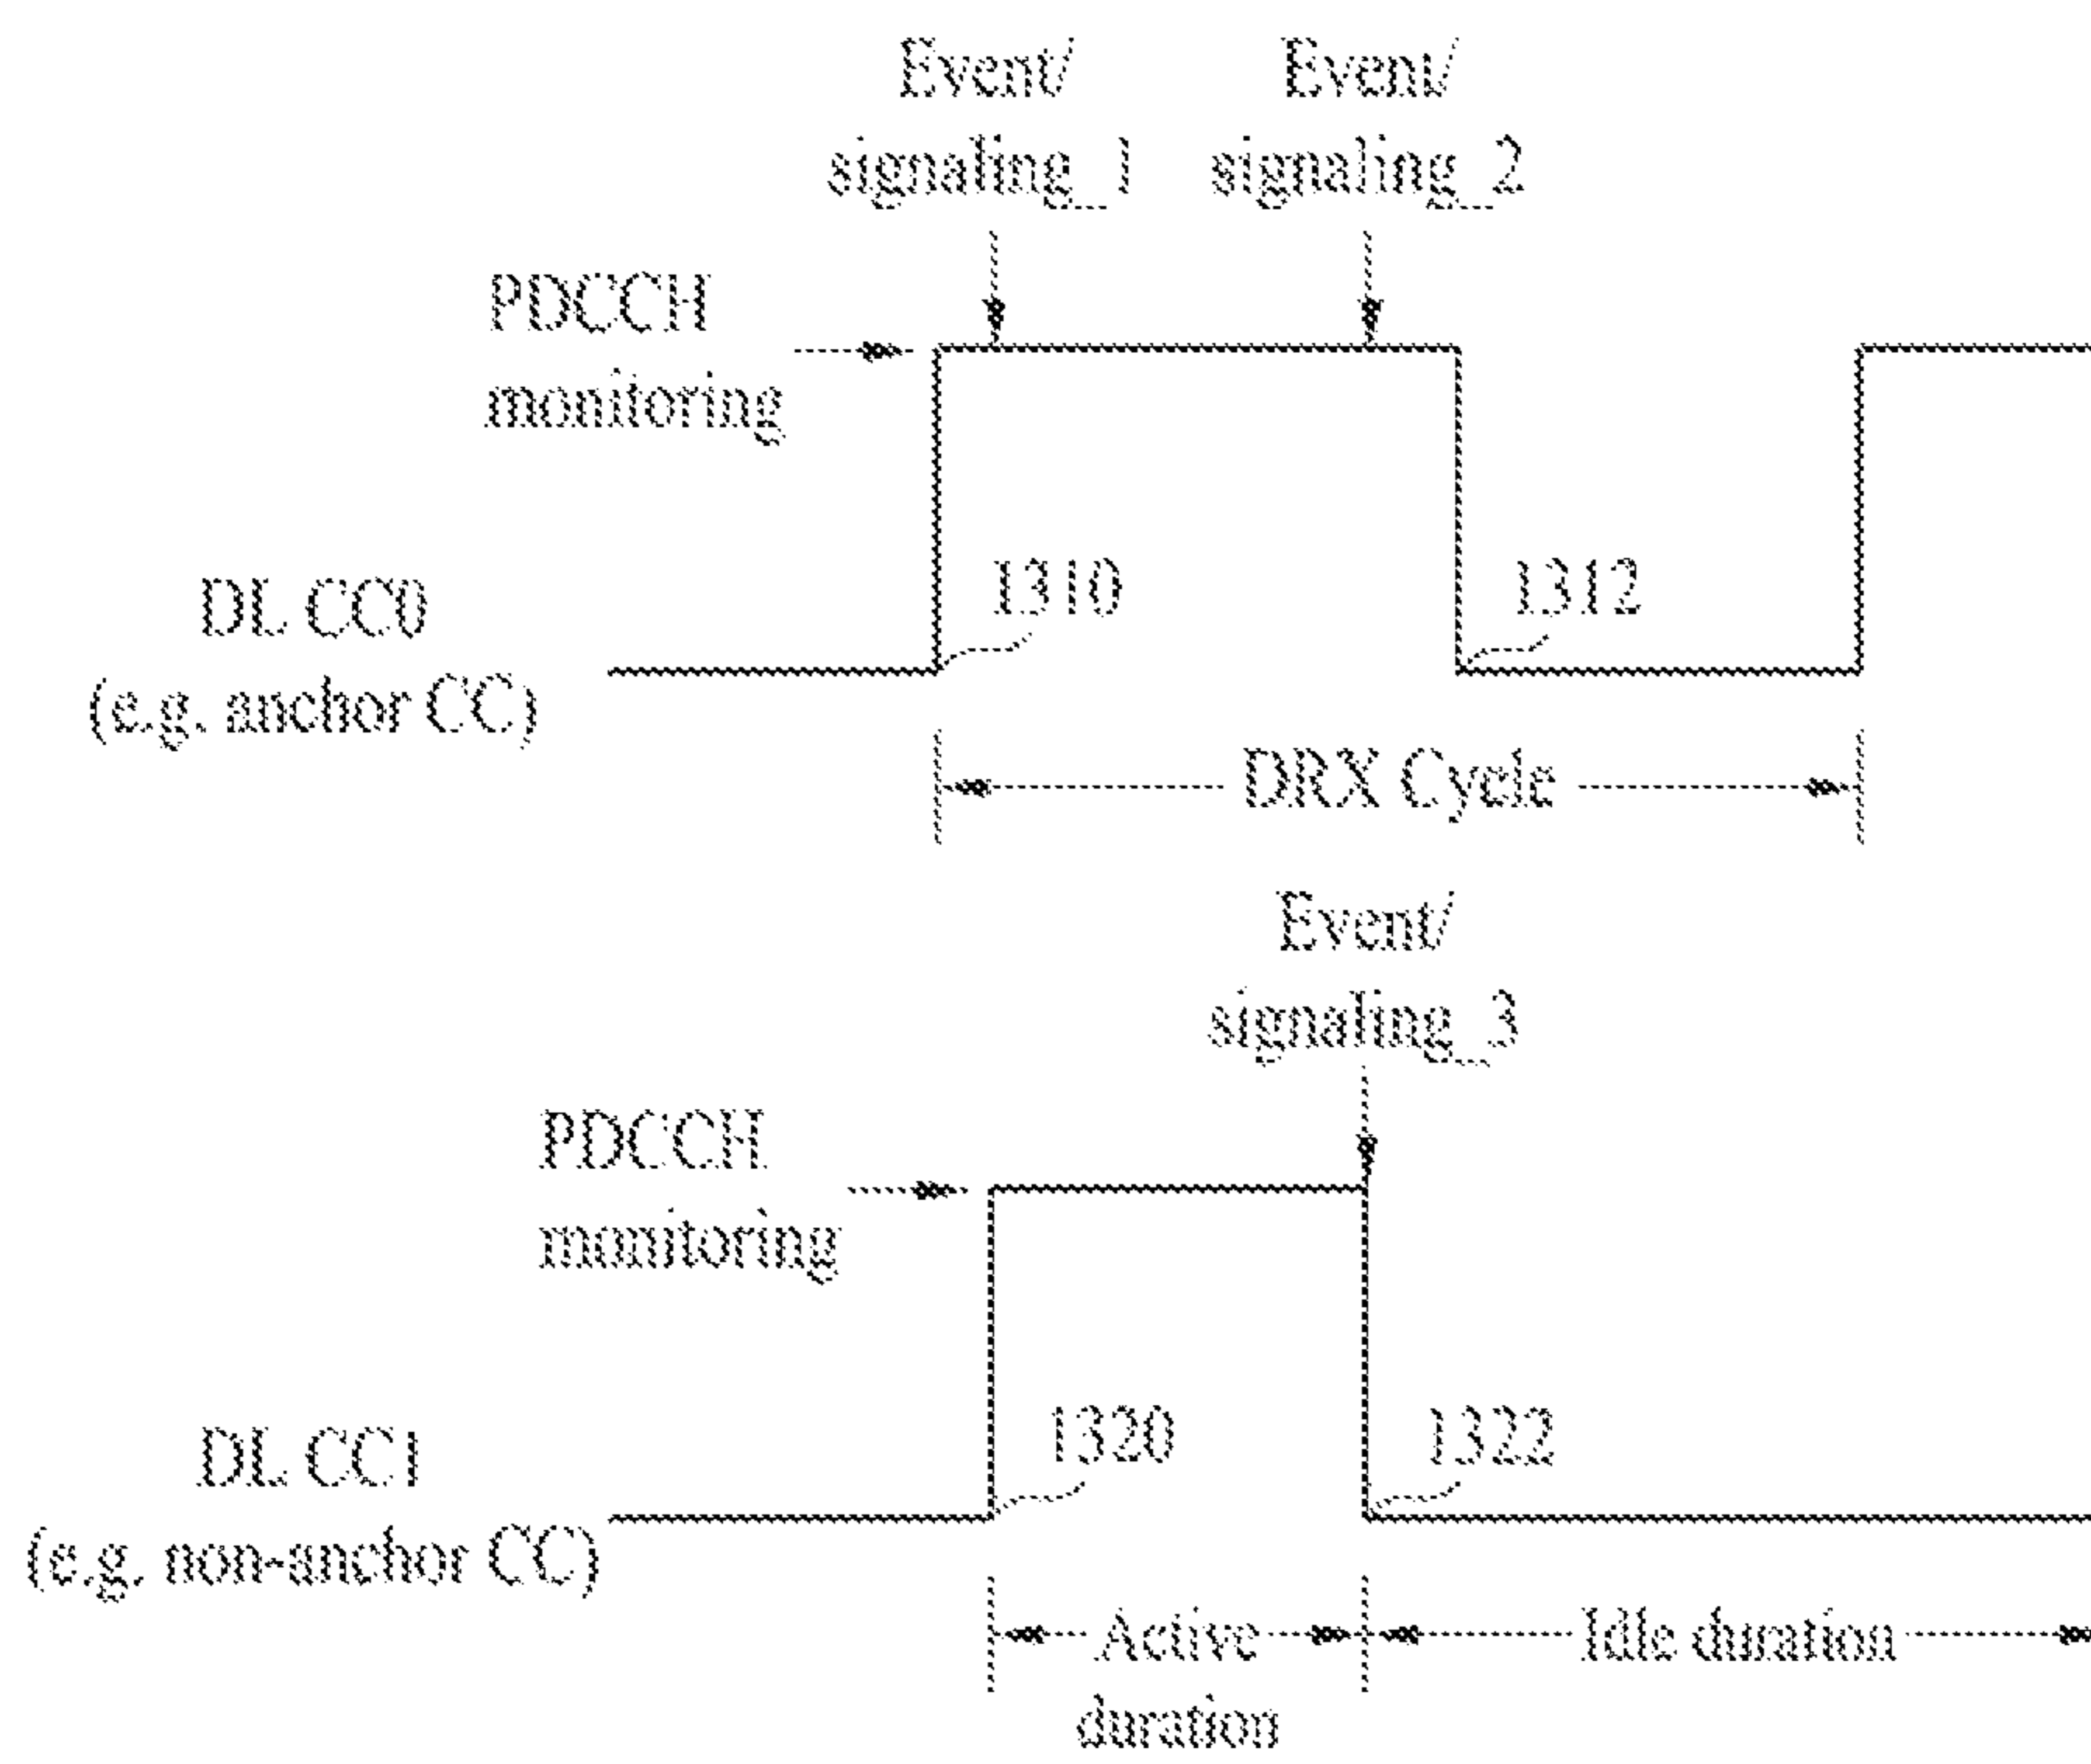 Event/
signaling_1
Event/
signaling_2
PDCCH
monitoring
1310
1312
DL CC0
(e.g. anchor CC)
DRX Cycle
Event/
signaling_3
PDCCH
monitoring
1320
1322
DL CC1
(e.g. non-anchor CC)
Active
duration
Idle duration